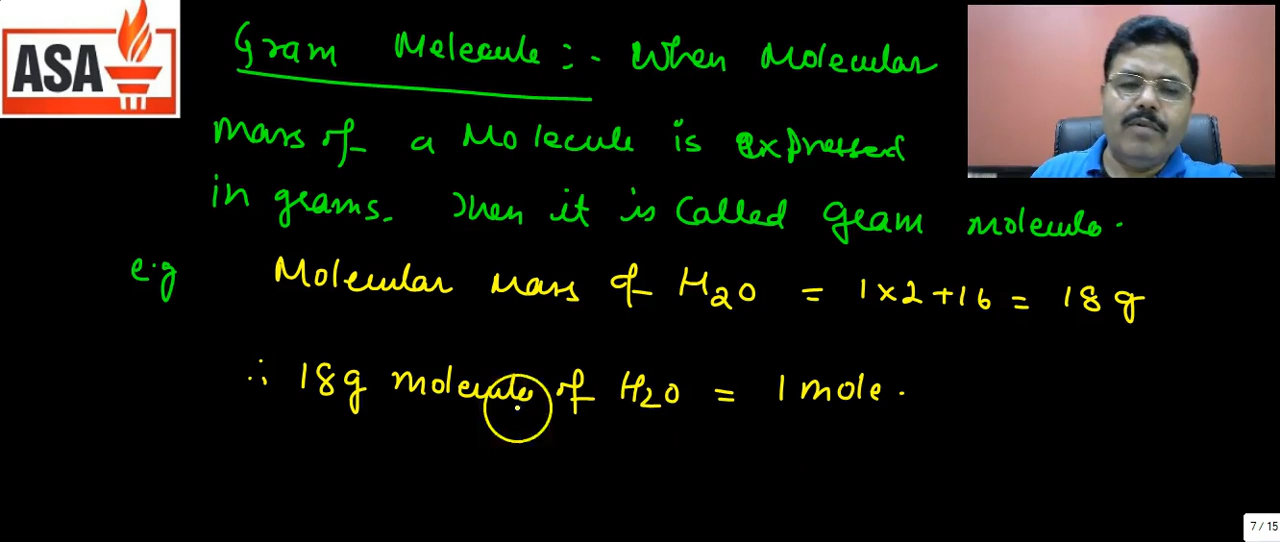 ASA
Gram Molecule :- When Molecular
mass of a Molecule is expressed
in grams. Then it is called gram molecule.
e.g Molecular mass of H₂O = 1×2+16 = 18g
∴ 18g molecule of H₂O = 1 mole.
7 / 15